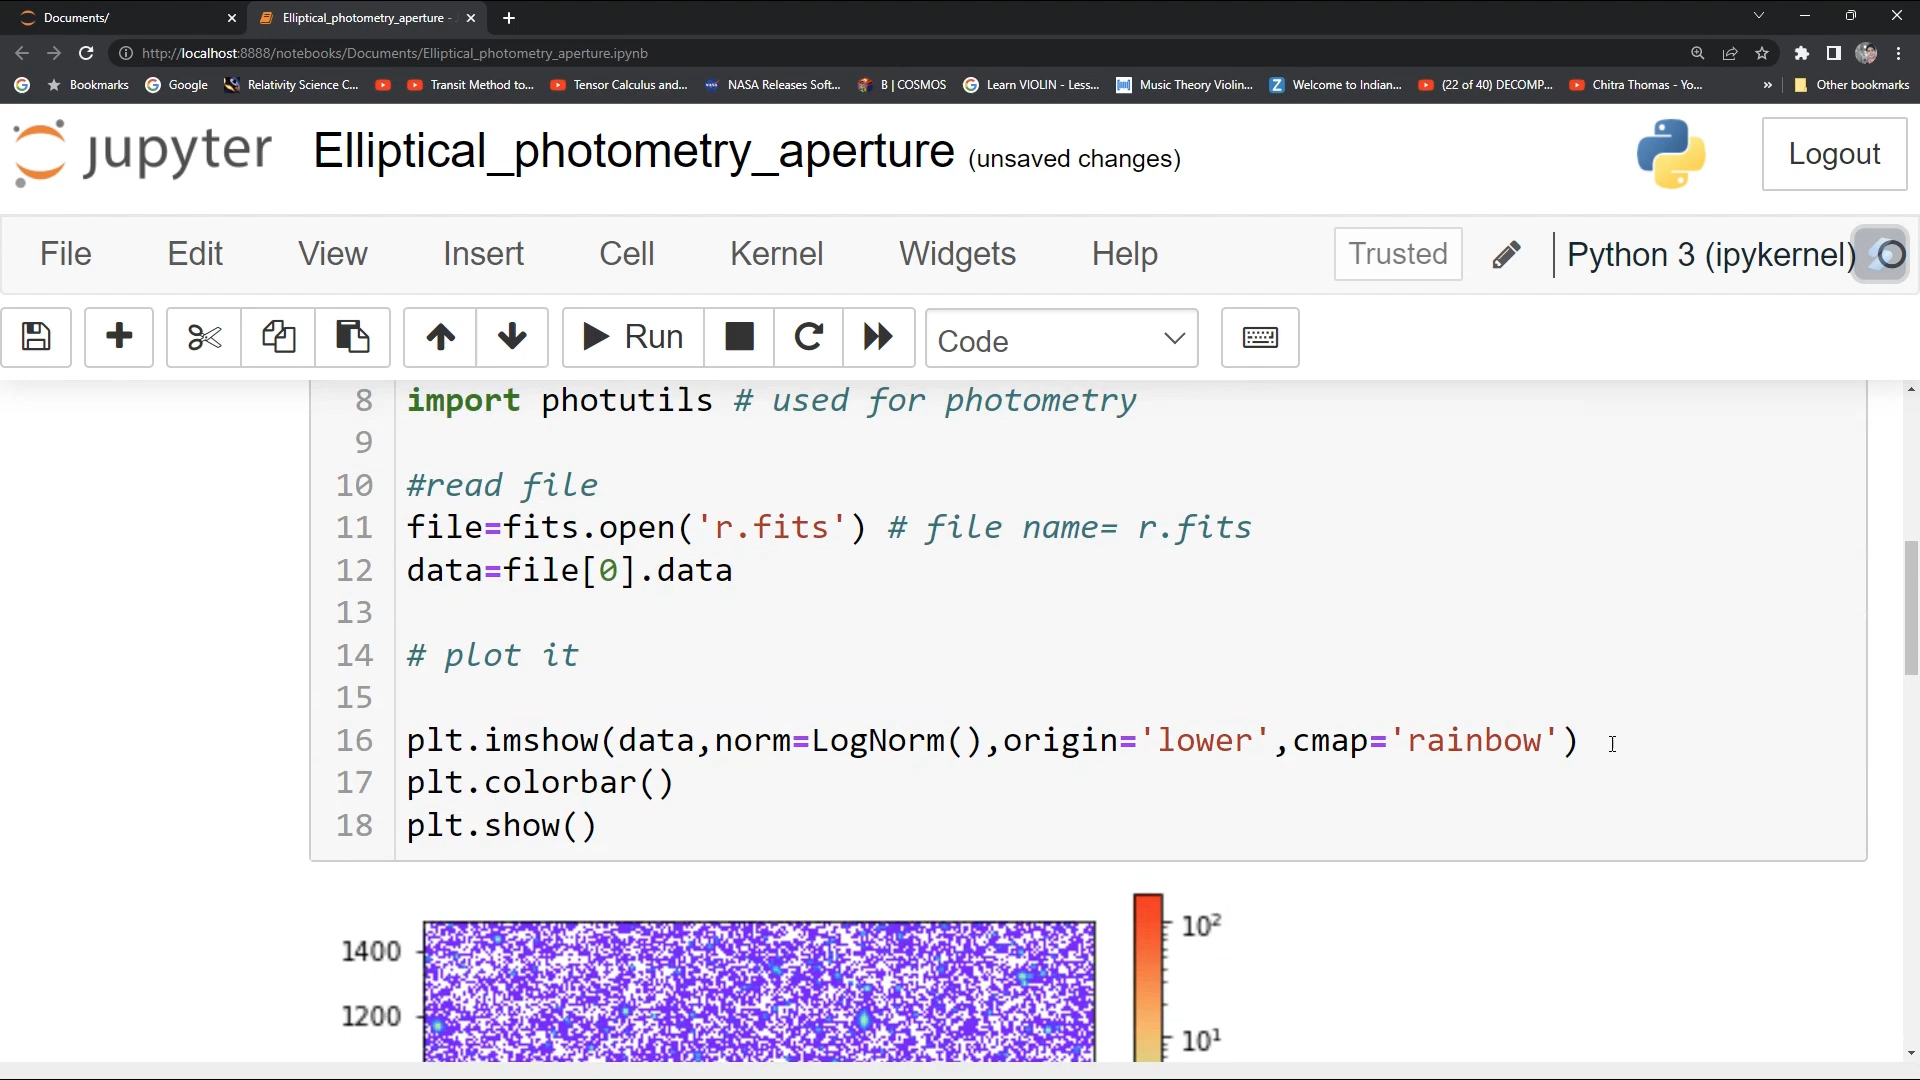 Documents/
Elliptical_photometry_aperture -
http://localhost:8888/notebooks/Documents/Elliptical_photometry_aperture.ipynb
Bookmarks Google Relativity Science C... Transit Method to... Tensor Calculus and... NASA Releases Soft... B | COSMOS Learn VIOLIN - Less... Music Theory Violin... Welcome to Indian... (22 of 40) DECOMP... Chitra Thomas - Yo... » Other bookmarks
jupyter Elliptical_photometry_aperture (unsaved changes) Logout
File Edit View Insert Cell Kernel Widgets Help Trusted Python 3 (ipykernel)
Run Code
8 import photutils # used for photometry
9
10 #read file
11 file=fits.open('r.fits') # file name= r.fits
12 data=file[0].data
13
14 # plot it
15
16 plt.imshow(data,norm=LogNorm(),origin='lower',cmap='rainbow')
17 plt.colorbar()
18 plt.show()
10²
1400
1200
10¹